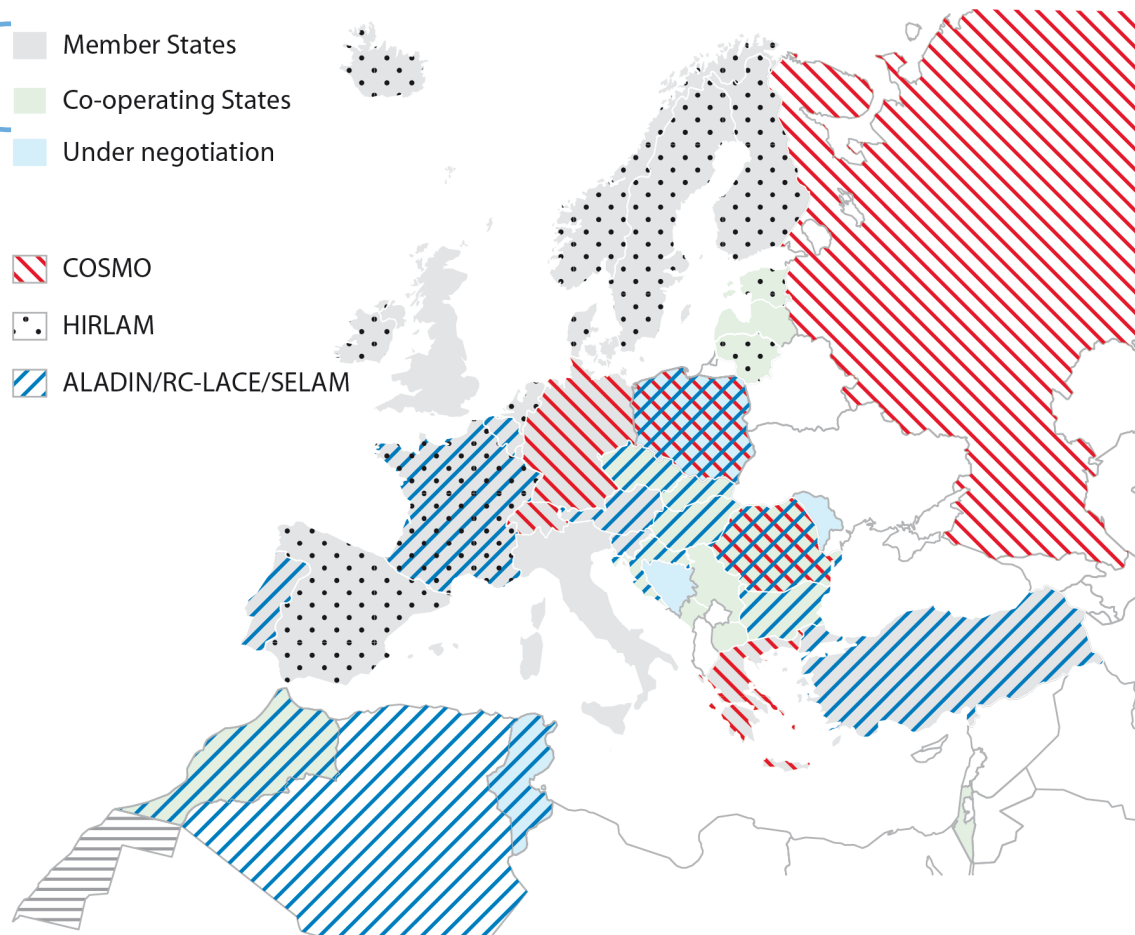 Member States
Co-operating States
Under negotiation
COSMO
HIRLAM
ALADIN/RC-LACE/SELAM